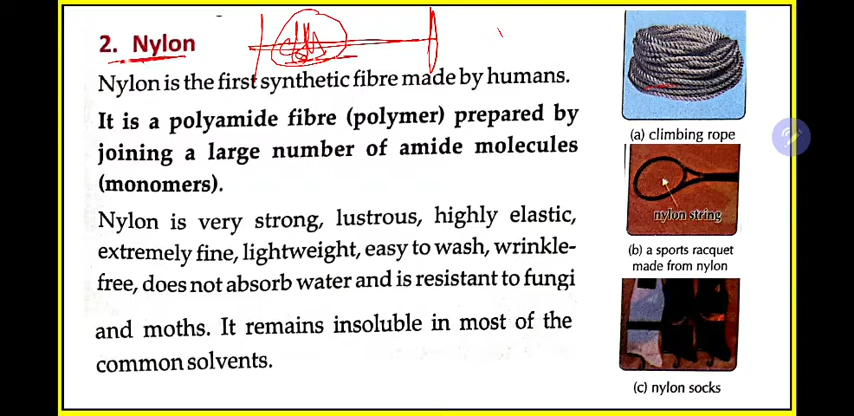 2. Nylon
Nylon is the first synthetic fibre made by humans.
It is a polyamide fibre (polymer) prepared by
joining a large number of amide molecules
(monomers).
Nylon is very strong, lustrous, highly elastic,
extremely fine, lightweight, easy to wash, wrinkle-
free, does not absorb water and is resistant to fungi
and moths. It remains insoluble in most of the
common solvents.
(a) climbing rope
nylon string
(b) a sports racquet
made from nylon
(c) nylon socks